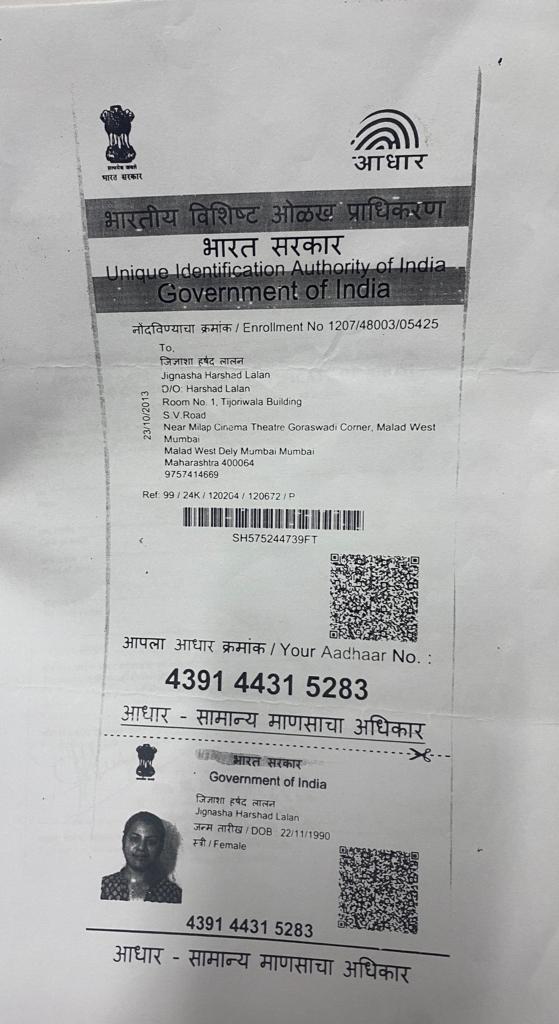 सत्यमेव जयते
भारत सरकार
आधार
भारतीय विशिष्ट ओळख प्राधिकरण
भारत सरकार
Unique Identification Authority of India
Government of India
नोंदविण्याचा क्रमांक / Enrollment No 1207/48003/05425
To,
जिज्ञाशा हर्षद लालन
Jignasha Harshad Lalan
D/O: Harshad Lalan
Room No. 1, Tijoriwala Building
S.V.Road
Near Milap Cinema Theatre Goraswadi Corner, Malad West
Mumbai
Malad West Dely Mumbai Mumbai
Maharashtra 400064
9757414669
23/10/2013
Ref: 99 / 24K / 120204 / 120672 / P
SH575244739FT
आपला आधार क्रमांक / Your Aadhaar No. :
4391 4431 5283
आधार - सामान्य माणसाचा अधिकार
भारत सरकार
Government of India
जिज्ञाशा हर्षद लालन
Jignasha Harshad Lalan
जन्म तारीख / DOB : 22/11/1990
स्त्री / Female
4391 4431 5283
आधार - सामान्य माणसाचा अधिकार